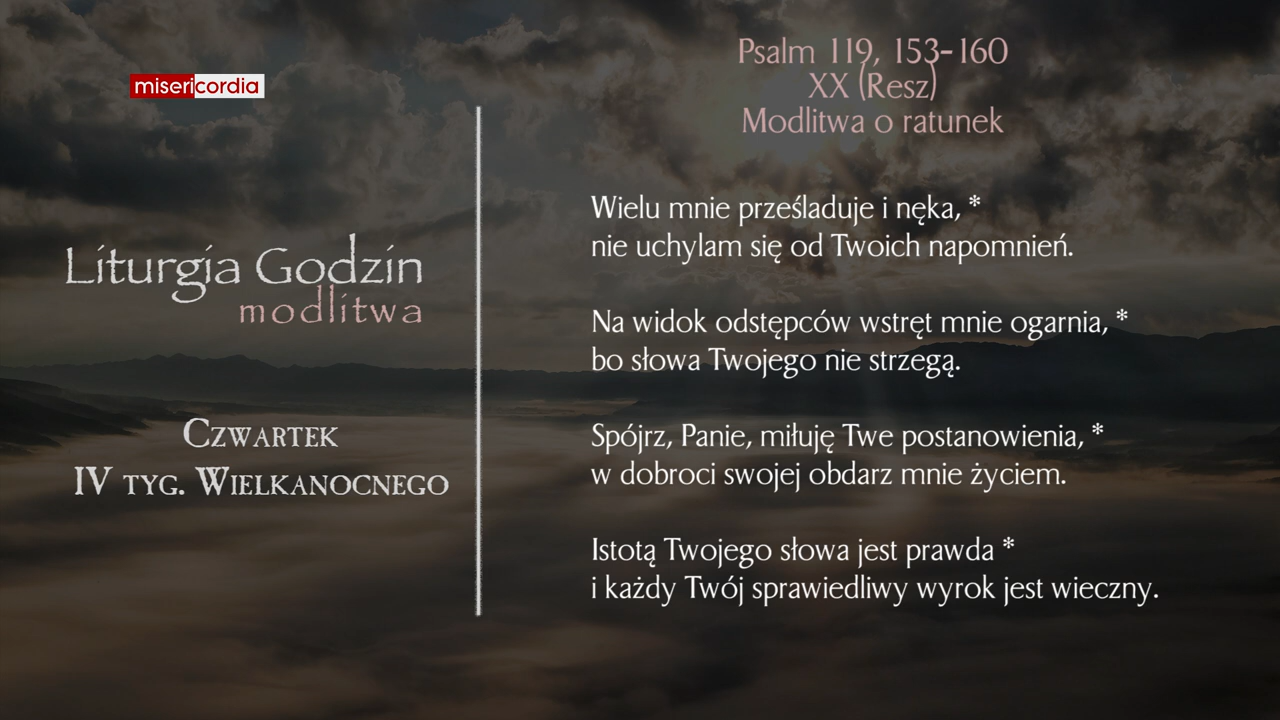 misericordia
Liturgia Godzin
modlitwa
Czwartek
IV tyg. Wielkanocnego
Psalm 119, 153-160
XX (Resz)
Modlitwa o ratunek
Wielu mnie prześladuje i nęka, *
nie uchylam się od Twoich napomnień.
Na widok odstępców wstręt mnie ogarnia, *
bo słowa Twojego nie strzegą.
Spójrz, Panie, miłuję Twe postanowienia, *
w dobroci swojej obdarz mnie życiem.
Istotą Twojego słowa jest prawda *
i każdy Twój sprawiedliwy wyrok jest wieczny.